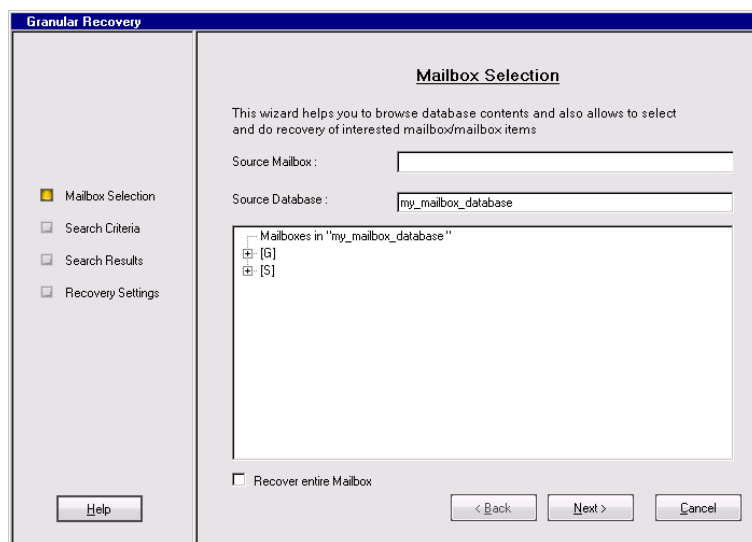 Granular Recovery
Mailbox Selection
This wizard helps you to browse database contents and also allows to select
and do recovery of interested mailbox/mailbox items
Source Mailbox :
Source Database :
my_mailbox_database
Mailboxes in "my_mailbox_database"
[G]
[S]
Recover entire Mailbox
Mailbox Selection
Search Criteria
Search Results
Recovery Settings
Help
< Back
Next >
Cancel